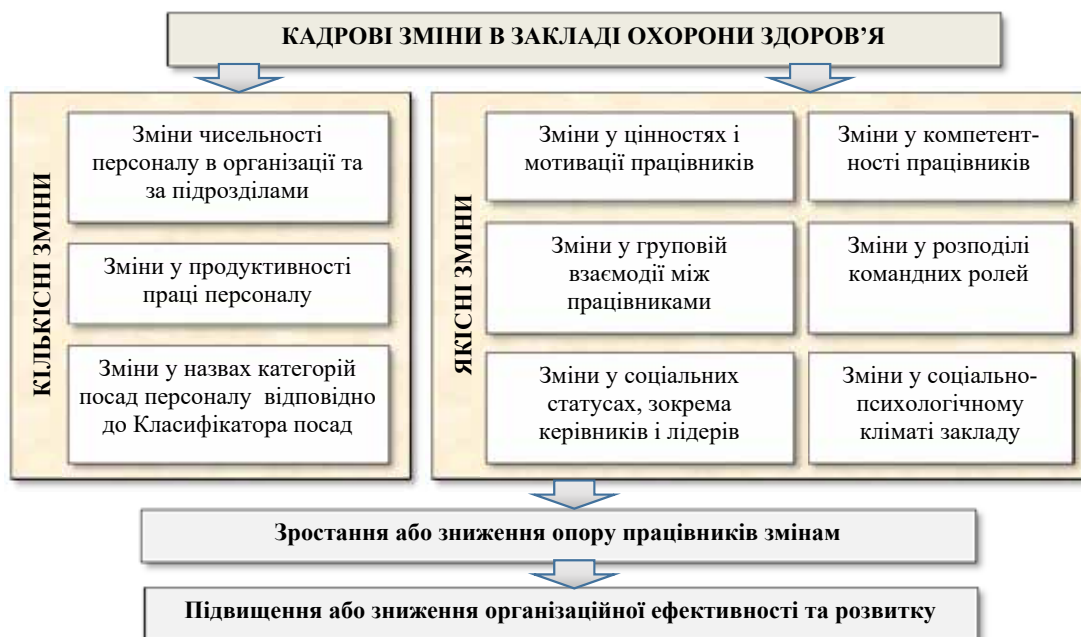 КАДРОВІ ЗМІНИ В ЗАКЛАДІ ОХОРОНИ ЗДОРОВ’Я
КІЛЬКІСНІ ЗМІНИ
Зміни чисельності
персоналу в організації та
за підрозділами
Зміни у продуктивності
праці персоналу
Зміни у назвах категорій
посад персоналу відповідно
до Класифікатора посад
ЯКІСНІ ЗМІНИ
Зміни у цінностях і
мотивації працівників
Зміни у компетент-
ності працівників
Зміни у груповій
взаємодії між
працівниками
Зміни у розподілі
командних ролей
Зміни у соціальних
статусах, зокрема
керівників і лідерів
Зміни у соціально-
психологічному
кліматі закладу
Зростання або зниження опору працівників змінам
Підвищення або зниження організаційної ефективності та розвитку